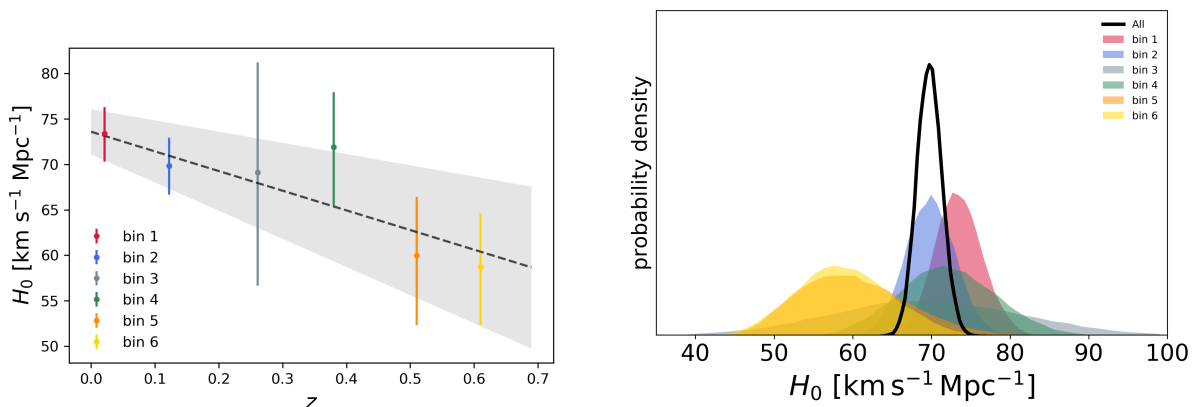 80
75
70
65
60
55
50
H₀ [km s⁻¹ Mpc⁻¹]
bin 1
bin 2
bin 3
bin 4
bin 5
bin 6
0.0 0.1 0.2 0.3 0.4 0.5 0.6 0.7
z
probability density
All
bin 1
bin 2
bin 3
bin 4
bin 5
bin 6
40 50 60 70 80 90 100
H₀ [km s⁻¹ Mpc⁻¹]